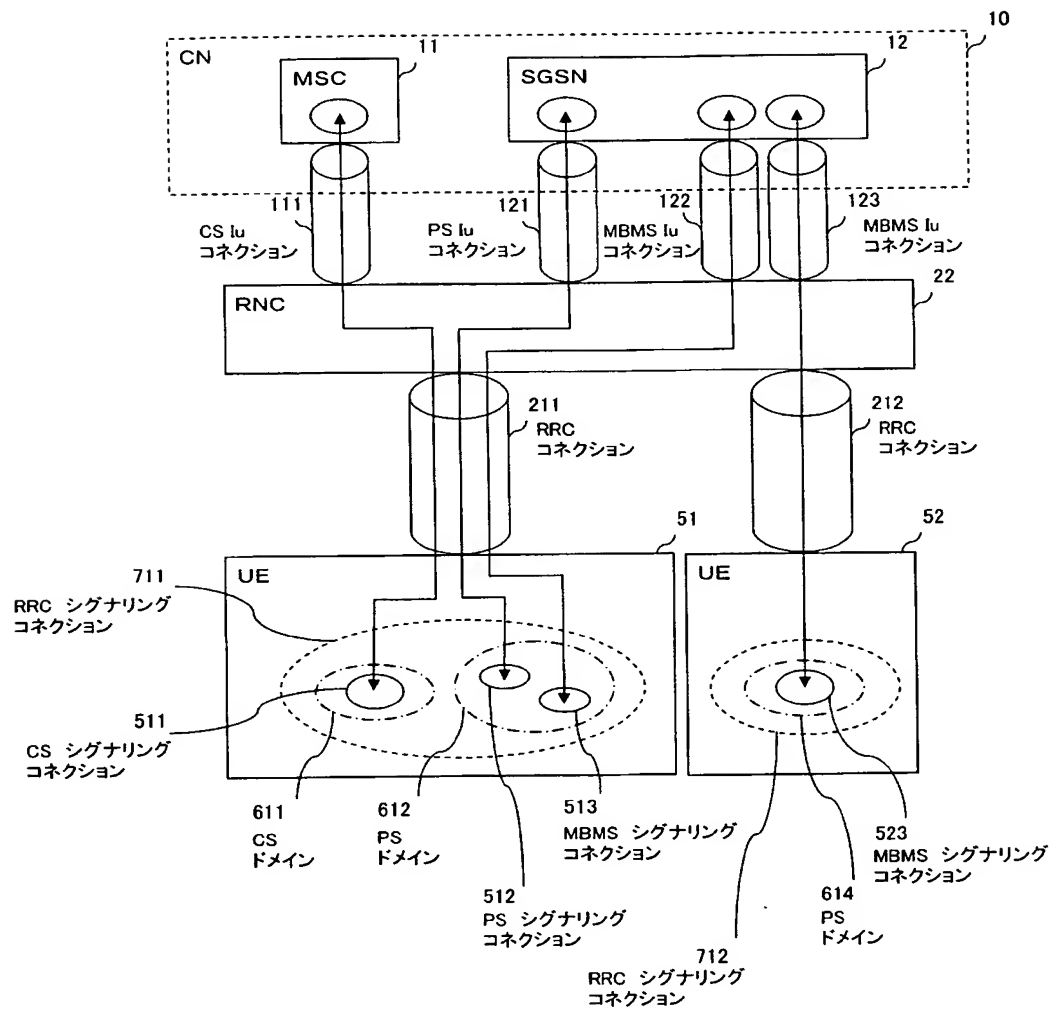 10
CN
11
MSC
12
SGSN
111
CS Iu
コネクション
121
PS Iu
コネクション
122
MBMS Iu
コネクション
123
MBMS Iu
コネクション
RNC
22
211
RRC
コネクション
212
RRC
コネクション
51
UE
52
UE
711
RRC シグナリング
コネクション
511
CS シグナリング
コネクション
611
CS
ドメイン
612
PS
ドメイン
513
MBMS シグナリング
コネクション
512
PS シグナリング
コネクション
523
MBMS シグナリング
コネクション
614
PS
ドメイン
712
RRC シグナリング
コネクション